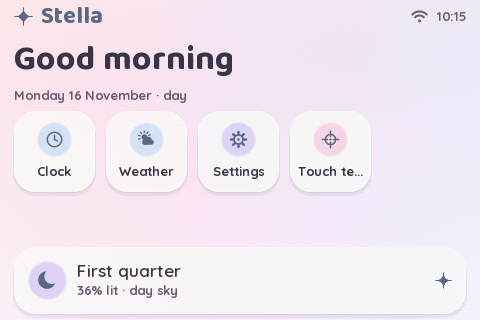 Stella
10:15
Good morning
Monday 16 November · day
Clock
Weather
Settings
Touch te...
First quarter
36% lit · day sky